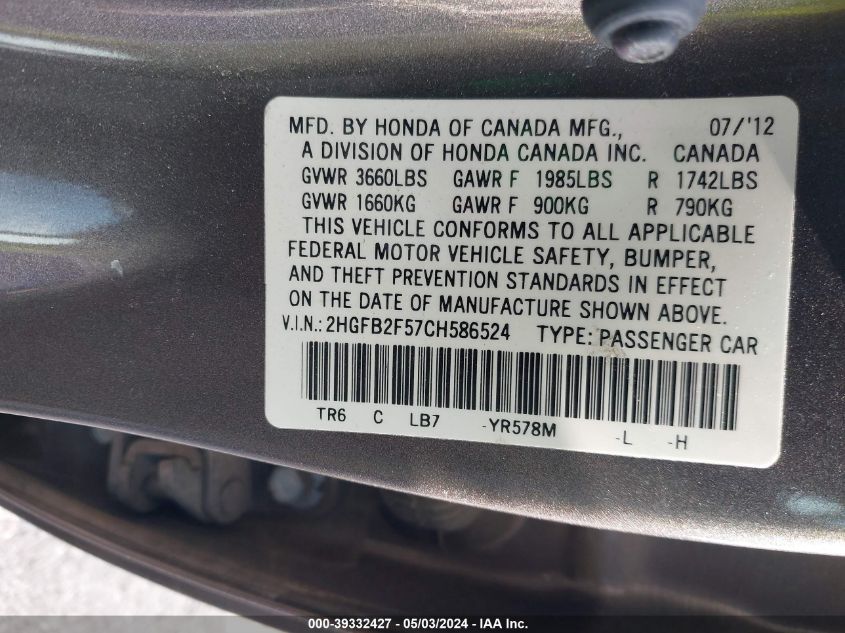 MFD. BY HONDA OF CANADA MFG., 07/'12
A DIVISION OF HONDA CANADA INC. CANADA
GVWR 3660LBS GAWR F 1985LBS R 1742LBS
GVWR 1660KG GAWR F 900KG R 790KG
THIS VEHICLE CONFORMS TO ALL APPLICABLE
FEDERAL MOTOR VEHICLE SAFETY, BUMPER,
AND THEFT PREVENTION STANDARDS IN EFFECT
ON THE DATE OF MANUFACTURE SHOWN ABOVE.
V.I.N.: 2HGFB2F57CH586524 TYPE: PASSENGER CAR
TR6 C LB7 -YR578M -L -H
000-39332427 - 05/03/2024 - IAA Inc.